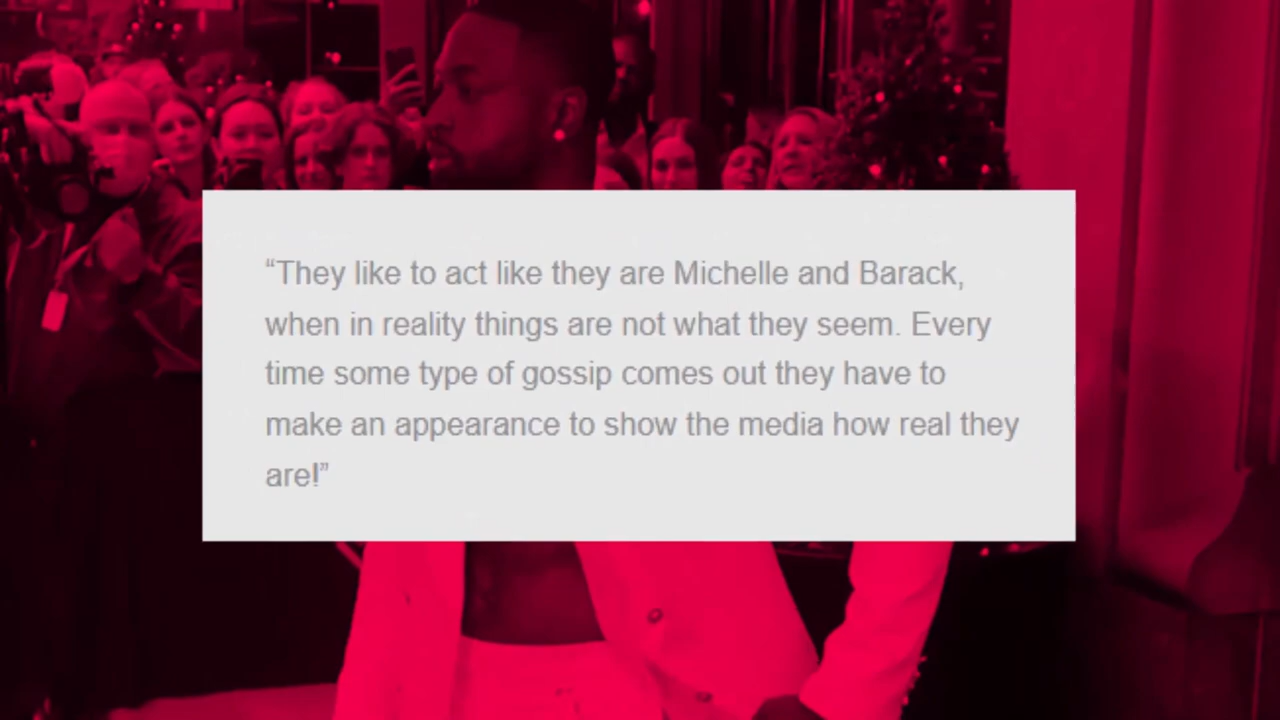 “They like to act like they are Michelle and Barack,
when in reality things are not what they seem. Every
time some type of gossip comes out they have to
make an appearance to show the media how real they
are!”